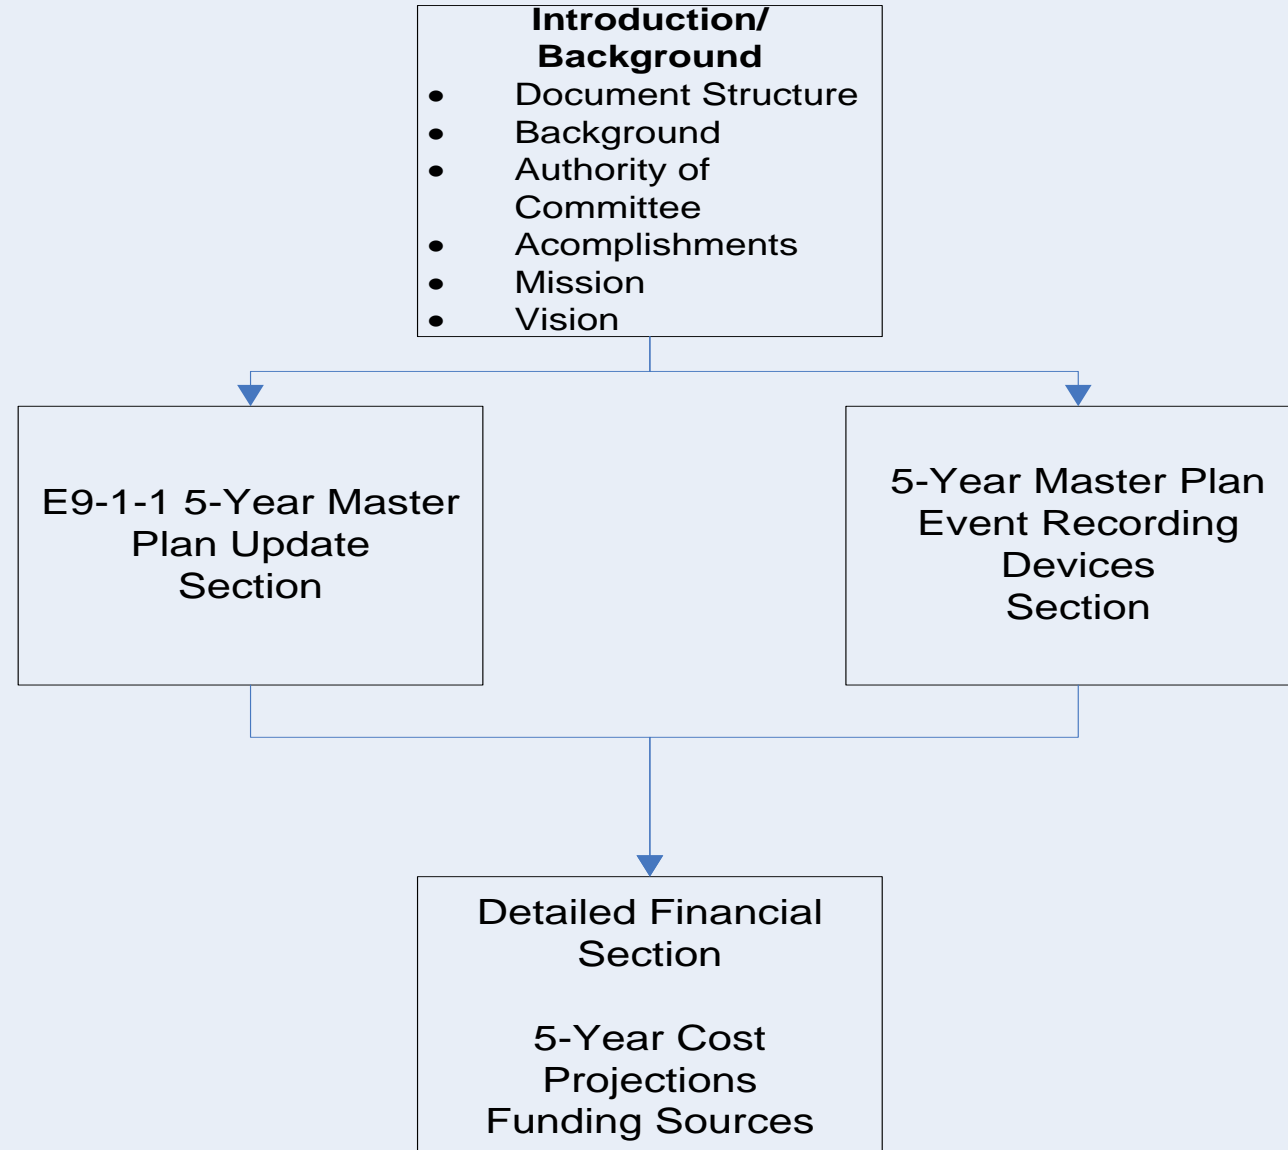 Introduction/
Background
• Document Structure
• Background
• Authority of
Committee
• Acomplishments
• Mission
• Vision
E9-1-1 5-Year Master
Plan Update
Section
5-Year Master Plan
Event Recording
Devices
Section
Detailed Financial
Section
5-Year Cost
Projections
Funding Sources